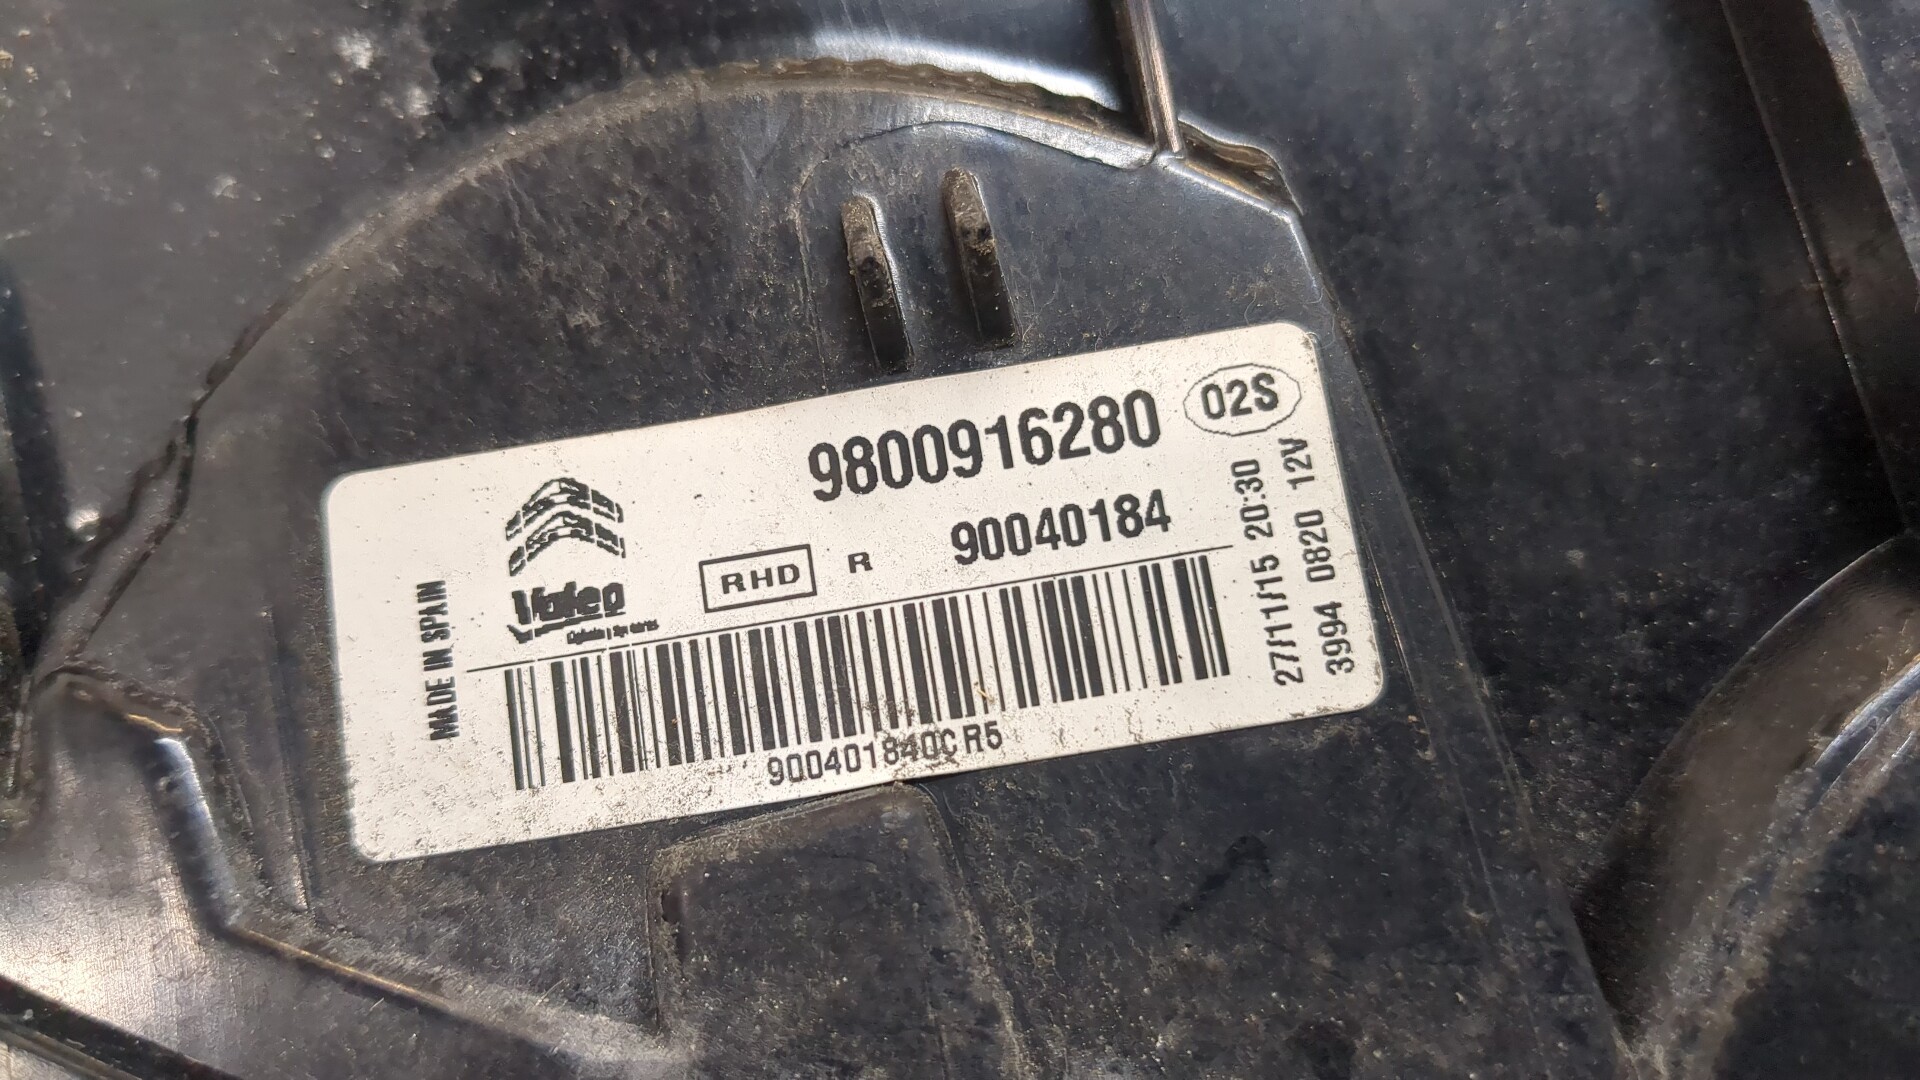 9800916280
02S
90040184
RHD
R
Valeo
MADE IN SPAIN
900401840C R5
27/11/15 20:30
3994 0820 12V